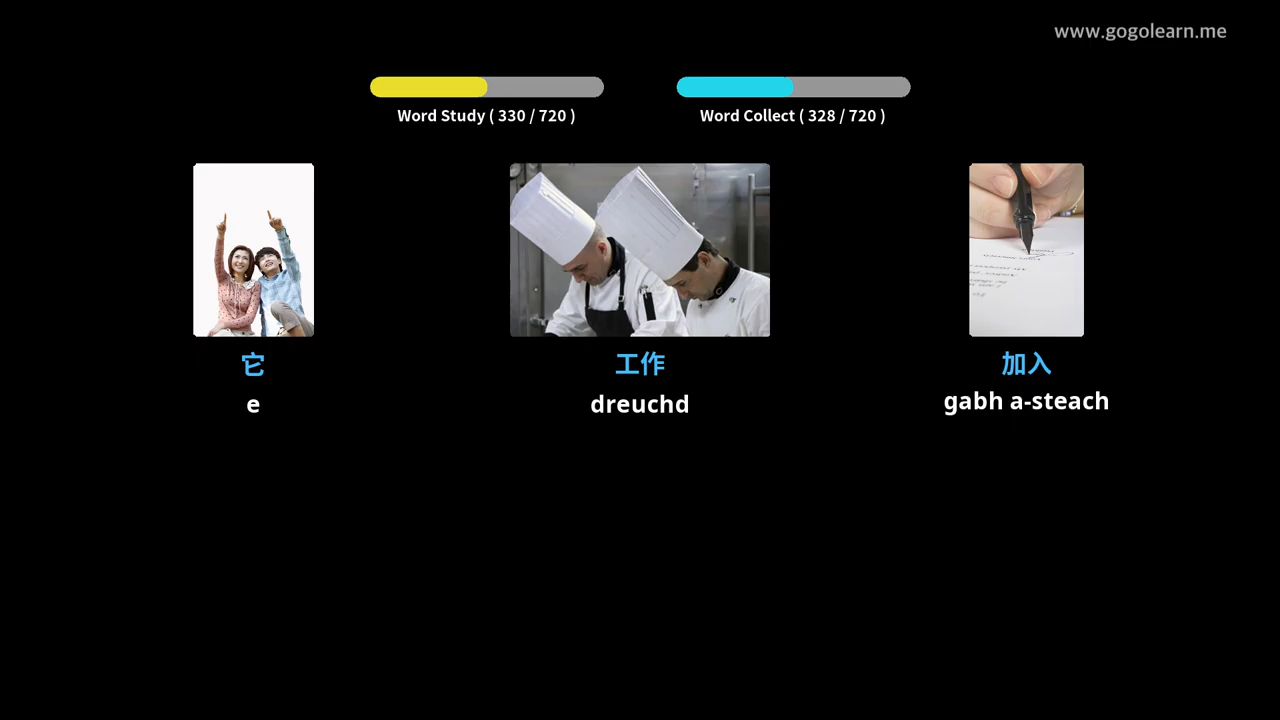 www.gogolearn.me
Word Study ( 330 / 720 )
Word Collect ( 328 / 720 )
它
工作
加入
e
dreuchd
gabh a-steach